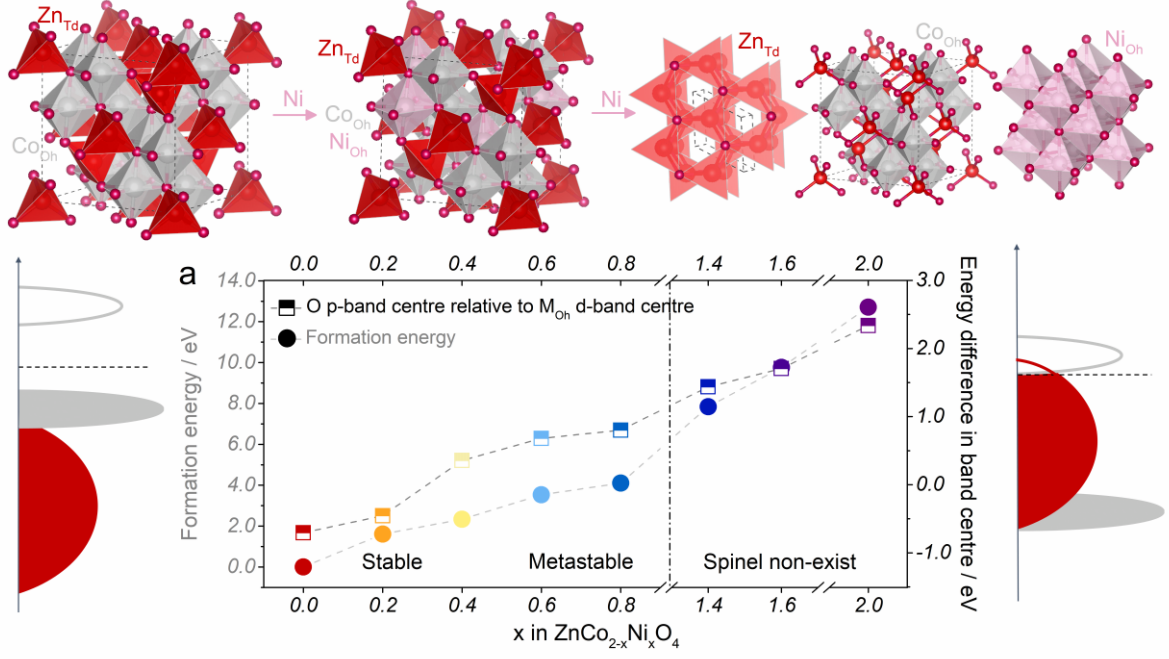 Zn_Td
Co_Oh
Ni
Zn_Td
Co_Oh
Ni_Oh
Ni
Zn_Td
Co_Oh
Ni_Oh
a
0.0 0.2 0.4 0.6 0.8 1.4 1.6 2.0
O p-band centre relative to M_Oh d-band centre
Formation energy
Formation energy / eV
14.0
12.0
10.0
8.0
6.0
4.0
2.0
0.0
3.0
2.0
1.0
0.0
-1.0
Energy difference in band centre / eV
Stable Metastable Spinel non-exist
0.0 0.2 0.4 0.6 0.8 1.4 1.6 2.0
x in ZnCo_2-xNi_xO_4